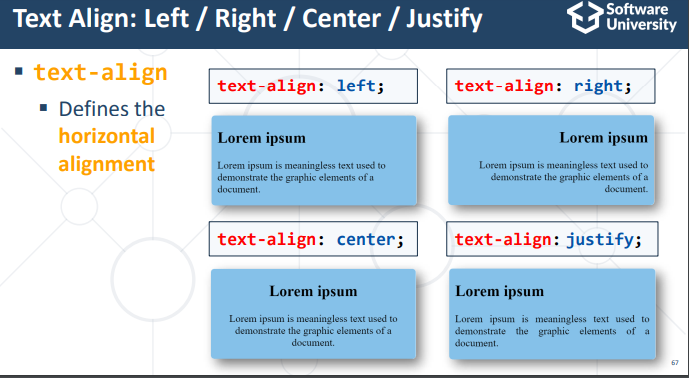 Text Align: Left / Right / Center / Justify
Software
University
▪ text-align
▪ Defines the
horizontal
alignment
text-align: left;
Lorem ipsum
Lorem ipsum is meaningless text used to
demonstrate the graphic elements of a
document.
text-align: right;
Lorem ipsum
Lorem ipsum is meaningless text used to
demonstrate the graphic elements of a
document.
text-align: center;
Lorem ipsum
Lorem ipsum is meaningless text used to
demonstrate the graphic elements of a
document.
text-align: justify;
Lorem ipsum
Lorem ipsum is meaningless text used to
demonstrate the graphic elements of a
document.
67